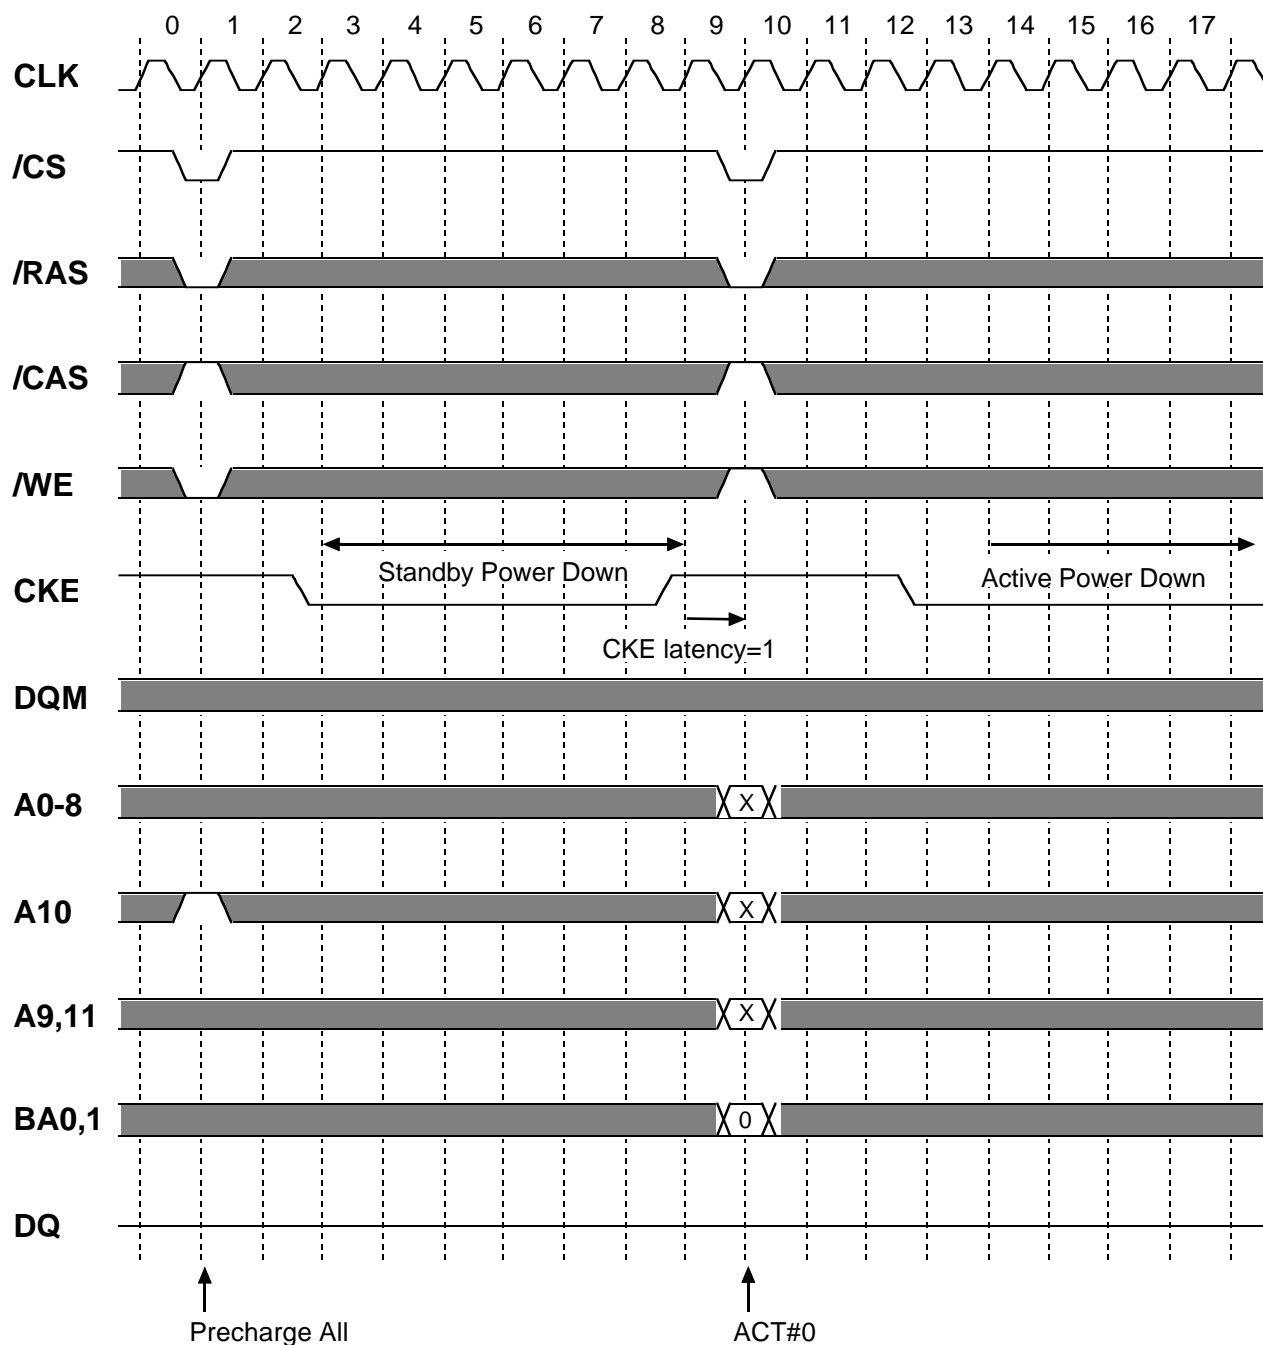 0 1 2 3 4 5 6 7 8 9 10 11 12 13 14 15 16 17
CLK
/CS
/RAS
/CAS
/WE
Standby Power Down
Active Power Down
CKE
CKE latency=1
DQM
A0-8 X
A10 X
A9,11 X
BA0,1 0
DQ
Precharge All ACT#0